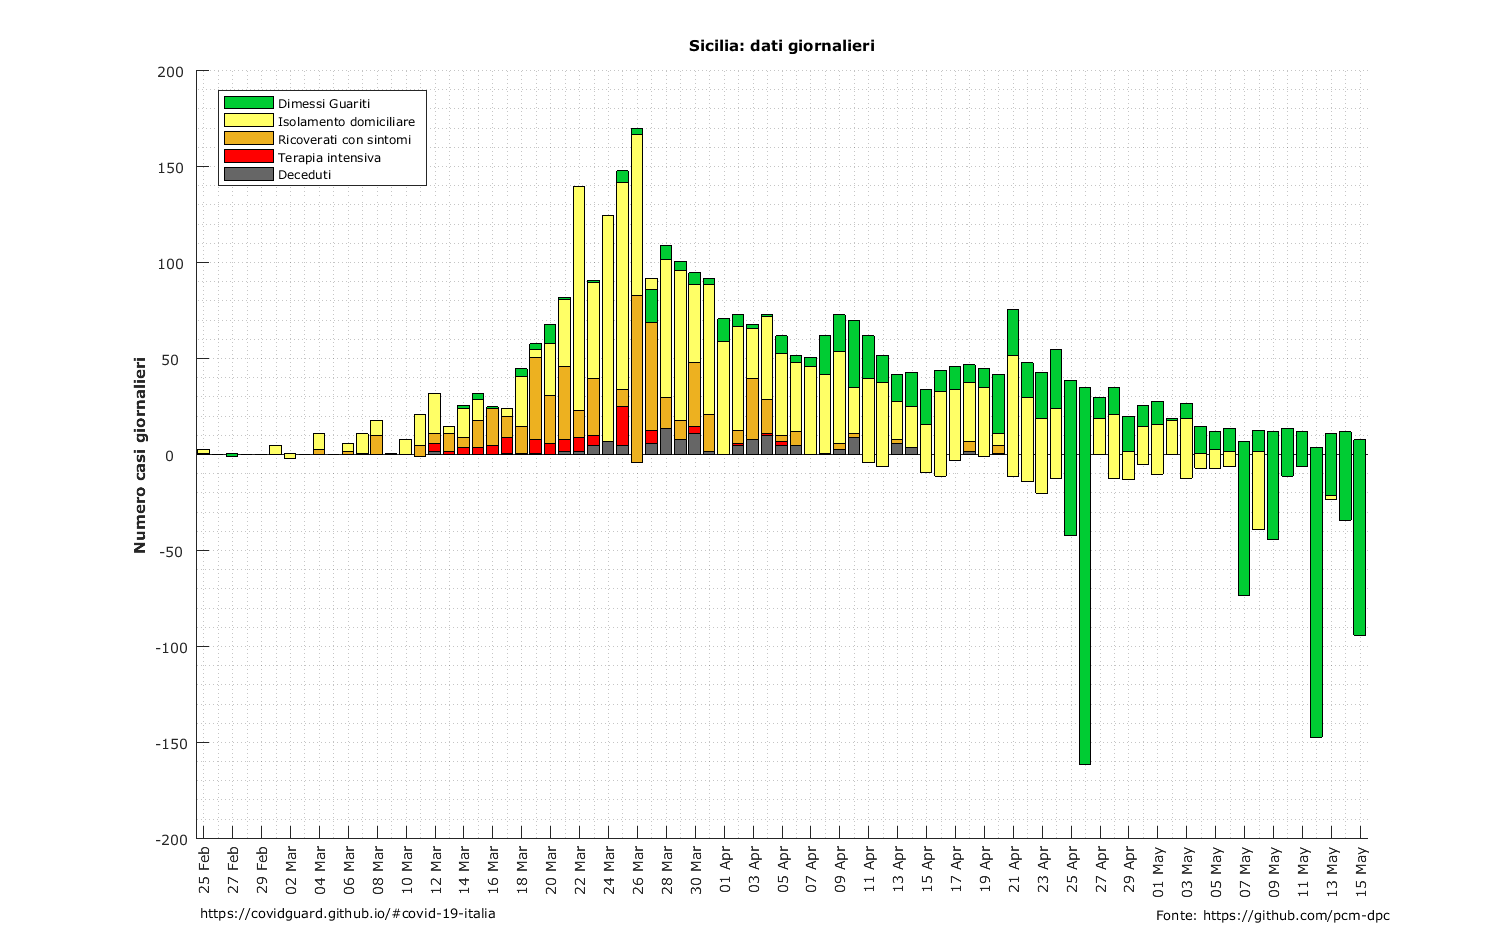 Sicilia: dati giornalieri
200
150
100
50
0
-50
-100
-150
-200
Numero casi giornalieri
Dimessi Guariti
Isolamento domiciliare
Ricoverati con sintomi
Terapia intensiva
Deceduti
25 Feb
27 Feb
29 Feb
02 Mar
04 Mar
06 Mar
08 Mar
10 Mar
12 Mar
14 Mar
16 Mar
18 Mar
20 Mar
22 Mar
24 Mar
26 Mar
28 Mar
30 Mar
01 Apr
03 Apr
05 Apr
07 Apr
09 Apr
11 Apr
13 Apr
15 Apr
17 Apr
19 Apr
21 Apr
23 Apr
25 Apr
27 Apr
29 Apr
01 May
03 May
05 May
07 May
09 May
11 May
13 May
15 May
https://covidguard.github.io/#covid-19-italia
Fonte: https://github.com/pcm-dpc